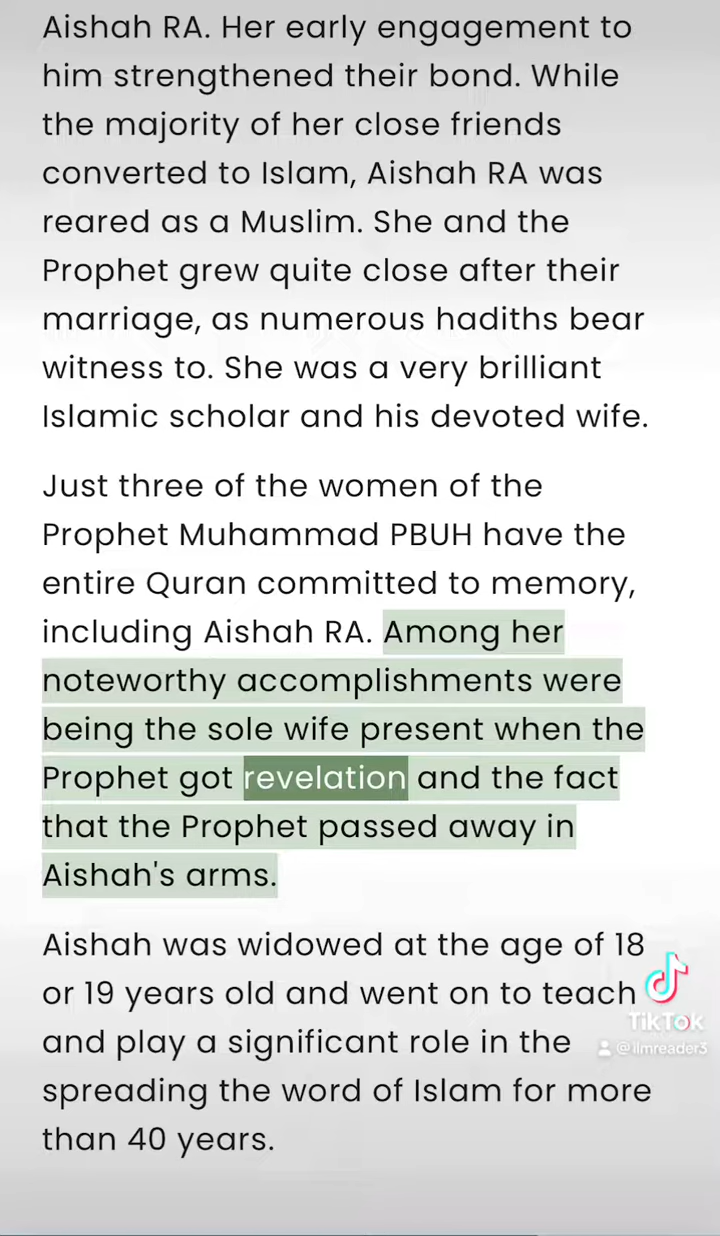 Aishah RA. Her early engagement to
him strengthened their bond. While
the majority of her close friends
converted to Islam, Aishah RA was
reared as a Muslim. She and the
Prophet grew quite close after their
marriage, as numerous hadiths bear
witness to. She was a very brilliant
Islamic scholar and his devoted wife.
Just three of the women of the
Prophet Muhammad PBUH have the
entire Quran committed to memory,
including Aishah RA. Among her
noteworthy accomplishments were
being the sole wife present when the
Prophet got revelation and the fact
that the Prophet passed away in
Aishah's arms.
Aishah was widowed at the age of 18
or 19 years old and went on to teach
and play a significant role in the
spreading the word of Islam for more
than 40 years.
TikTok
@ilmreader3